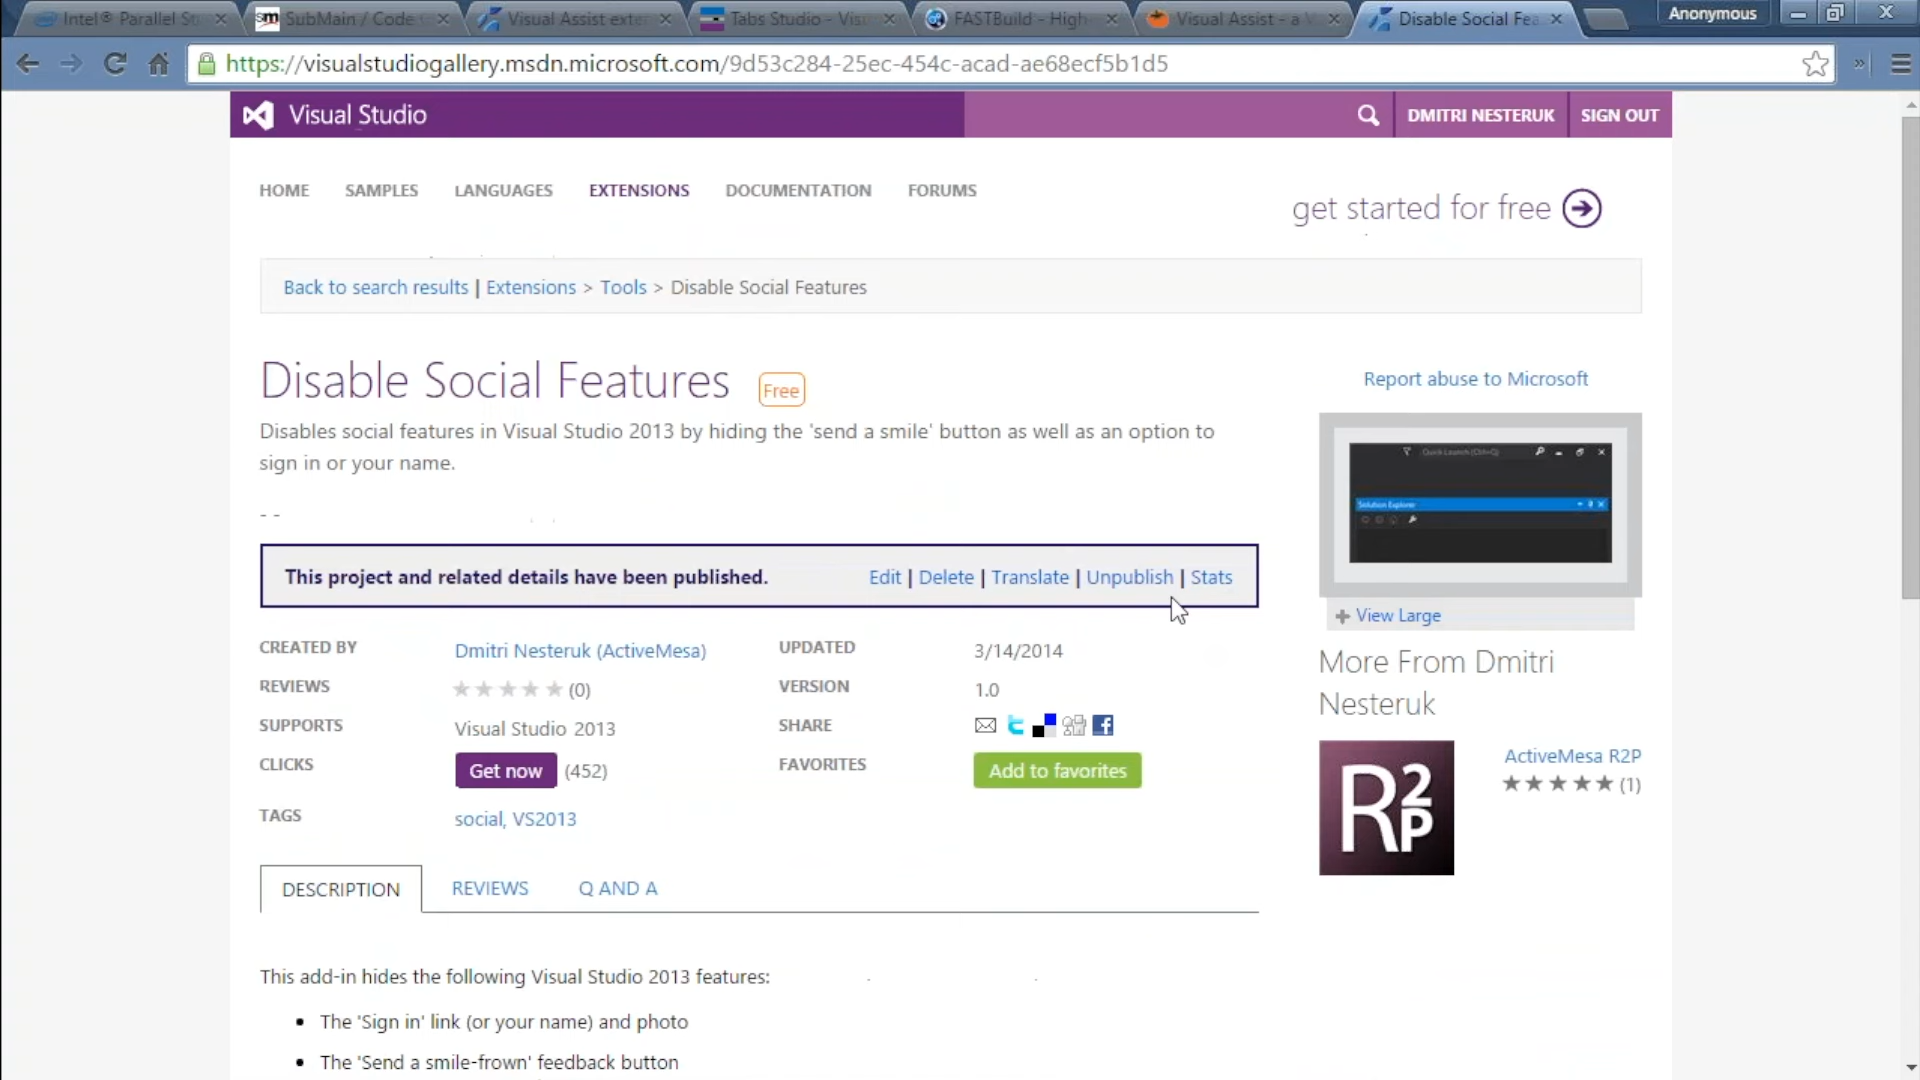 Intel® Parallel Stu
SubMain / Code
Visual Assist exte
Tabs Studio - Visu
FASTBuild - High-
Visual Assist - a V
Disable Social Fea
Anonymous
https://visualstudiogallery.msdn.microsoft.com/9d53c284-25ec-454c-acad-ae68ecf5b1d5
Visual Studio
DMITRI NESTERUK
SIGN OUT
HOME
SAMPLES
LANGUAGES
EXTENSIONS
DOCUMENTATION
FORUMS
get started for free
Back to search results | Extensions > Tools > Disable Social Features
Disable Social Features Free
Disables social features in Visual Studio 2013 by hiding the 'send a smile' button as well as an option to
sign in or your name.
Report abuse to Microsoft
Quick Launch (Ctrl+Q)
Solution Explorer
View Large
This project and related details have been published. Edit | Delete | Translate | Unpublish | Stats
CREATED BY Dmitri Nesteruk (ActiveMesa)
UPDATED 3/14/2014
REVIEWS (0)
VERSION 1.0
SUPPORTS Visual Studio 2013
SHARE
CLICKS Get now (452)
FAVORITES Add to favorites
TAGS social, VS2013
More From Dmitri
Nesteruk
R2P
ActiveMesa R2P
(1)
DESCRIPTION
REVIEWS
Q AND A
This add-in hides the following Visual Studio 2013 features:
• The 'Sign in' link (or your name) and photo
• The 'Send a smile-frown' feedback button